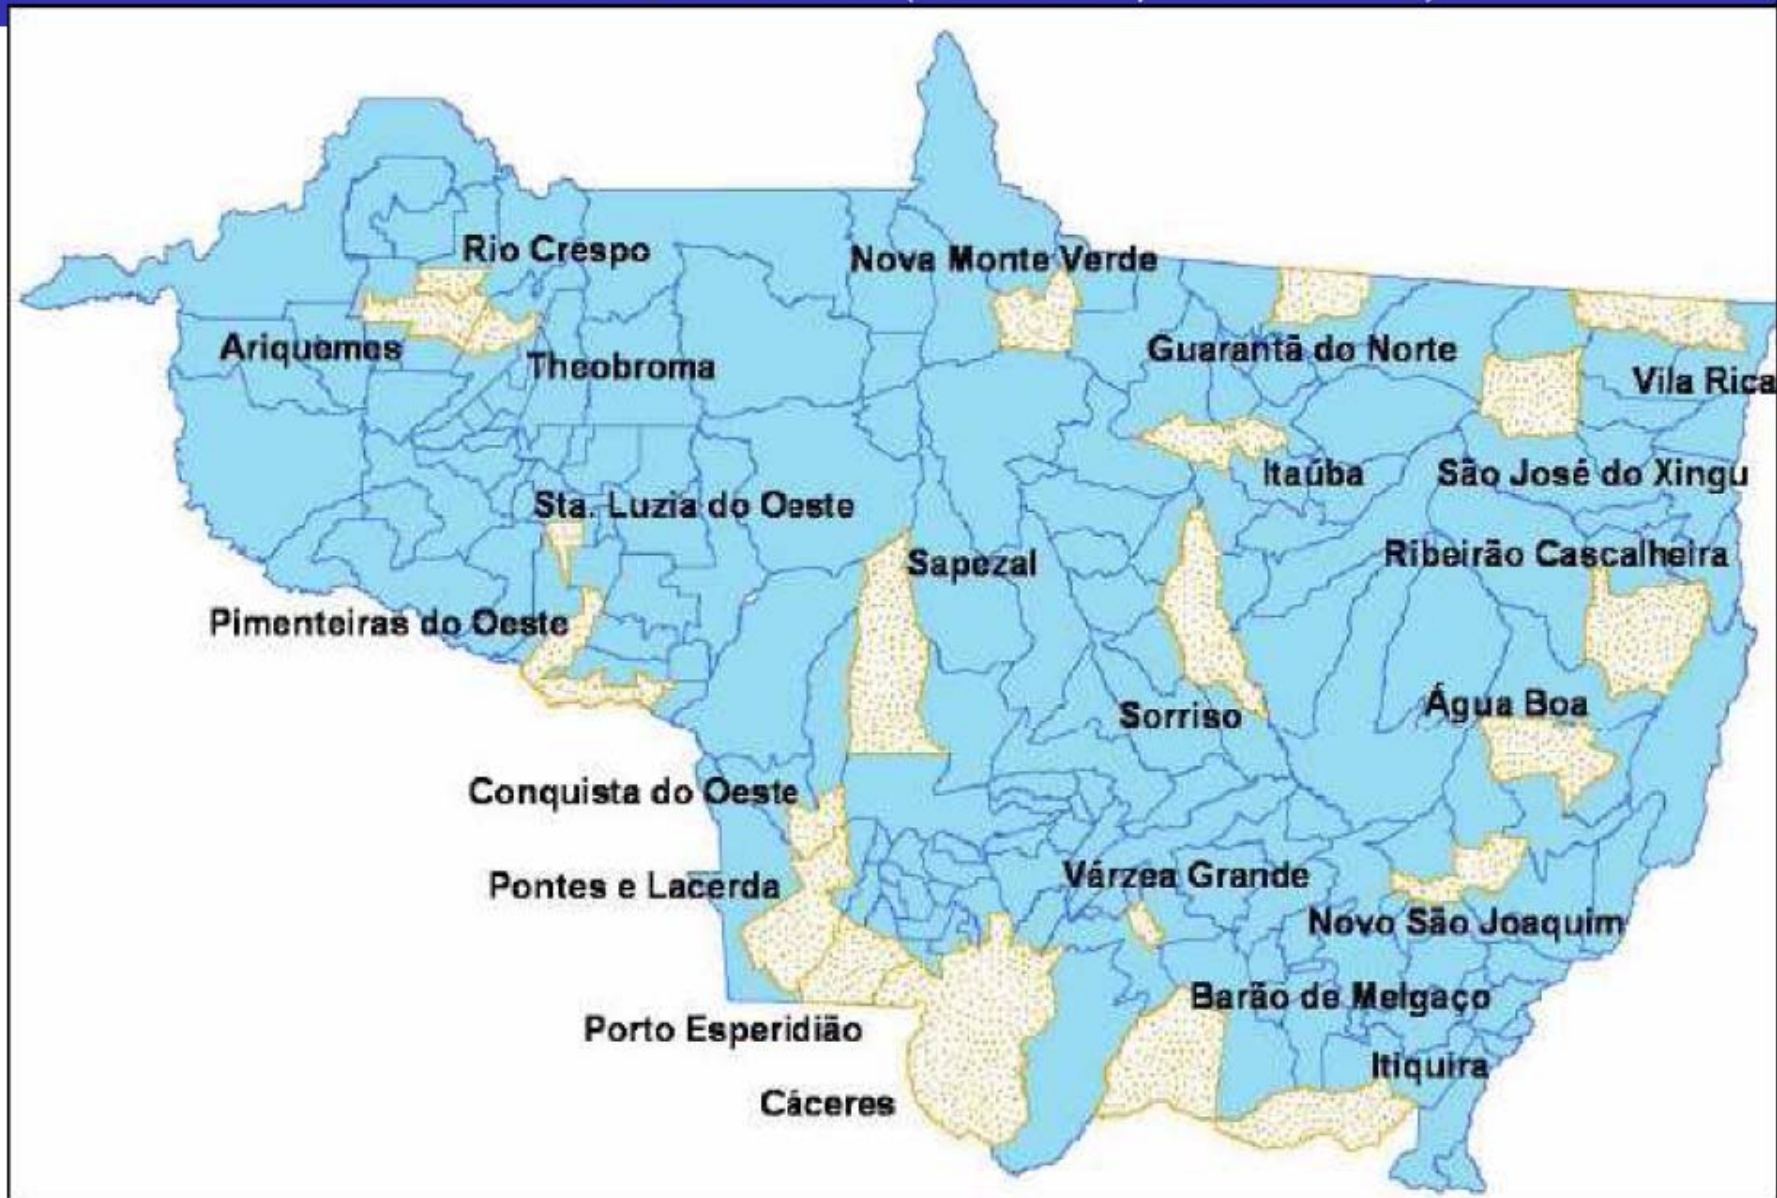 Rio Crespo
Nova Monte Verde
Ariquemes
Theobroma
Guarantã do Norte
Vila Rica
Itaúba
São José do Xingu
Sta. Luzia do Oeste
Sapezal
Ribeirão Cascalheira
Pimenteiras do Oeste
Sorriso
Água Boa
Conquista do Oeste
Pontes e Lacerda
Várzea Grande
Novo São Joaquim
Barão de Melgaço
Porto Esperidião
Itiquira
Cáceres